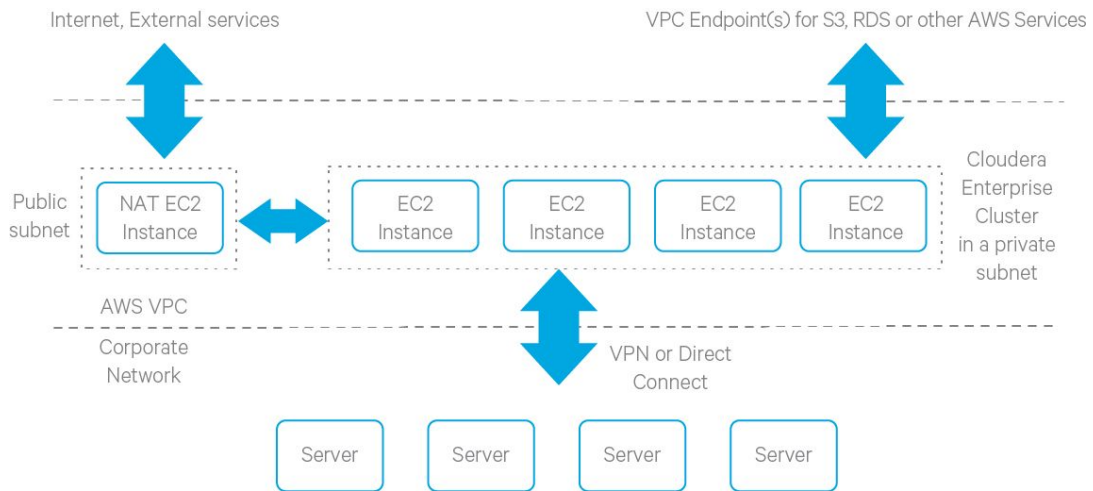 Internet, External services
VPC Endpoint(s) for S3, RDS or other AWS Services
Public
subnet
NAT EC2
Instance
EC2
Instance
EC2
Instance
EC2
Instance
EC2
Instance
Cloudera
Enterprise
Cluster
in a private
subnet
AWS VPC
Corporate
Network
VPN or Direct
Connect
Server
Server
Server
Server